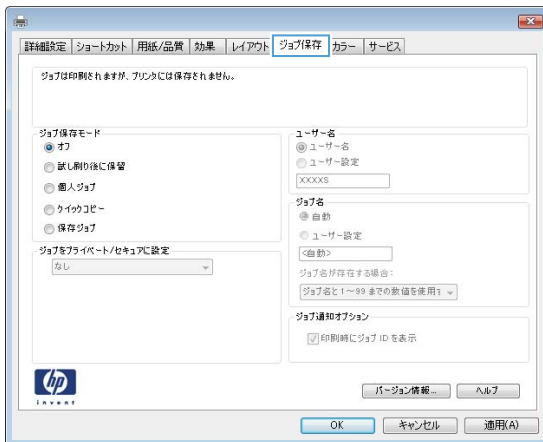 詳細設定 ショートカット 用紙/品質 効果 レイアウト ジョブ保存 カラー サービス
ジョブは印刷されますが、プリンタには保存されません。
ジョブ保存モード
オフ
試し刷り後に保留
個人ジョブ
クイックコピー
保存ジョブ
ジョブをプライベート/セキュアに設定
なし
ユーザー名
ユーザー名
ユーザー設定
XXXXS
ジョブ名
自動
ユーザー設定
<自動>
ジョブ名が存在する場合:
ジョブ名と1～99までの数値を使用す
ジョブ通知オプション
印刷時にジョブ ID を表示
hp
invent
バージョン情報... ヘルプ
OK キャンセル 適用(A)